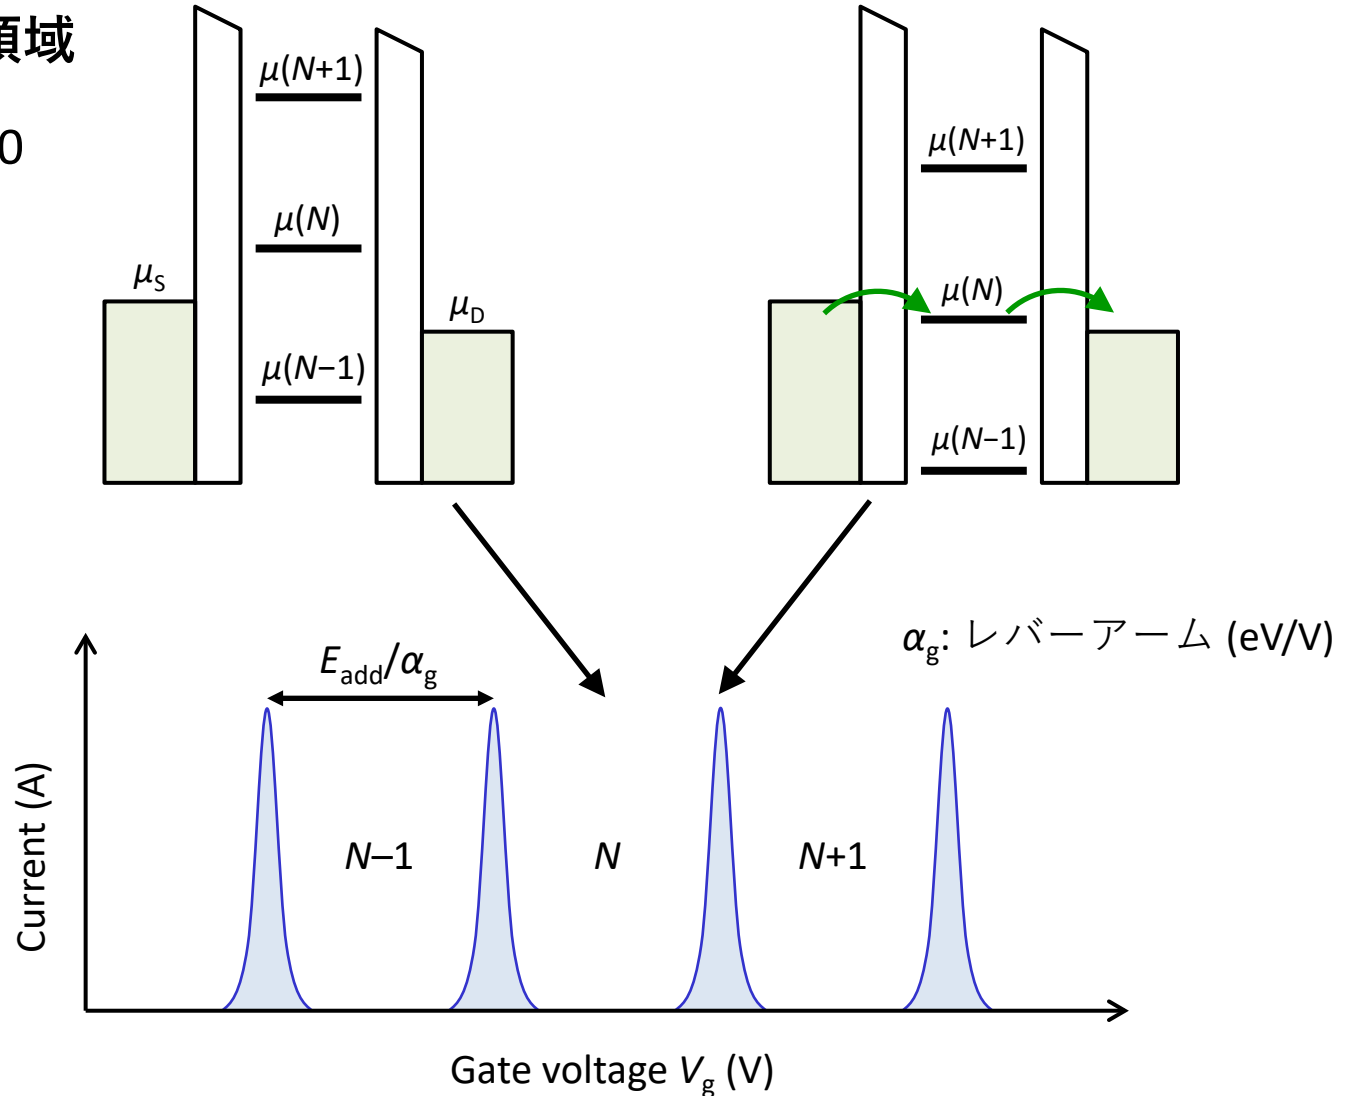 領域
0
μ(N+1)
μ(N)
μS
μD
μ(N−1)
μ(N+1)
μ(N)
μ(N−1)
αg: レバーアーム (eV/V)
Eadd/αg
Current (A)
N–1
N
N+1
Gate voltage Vg (V)